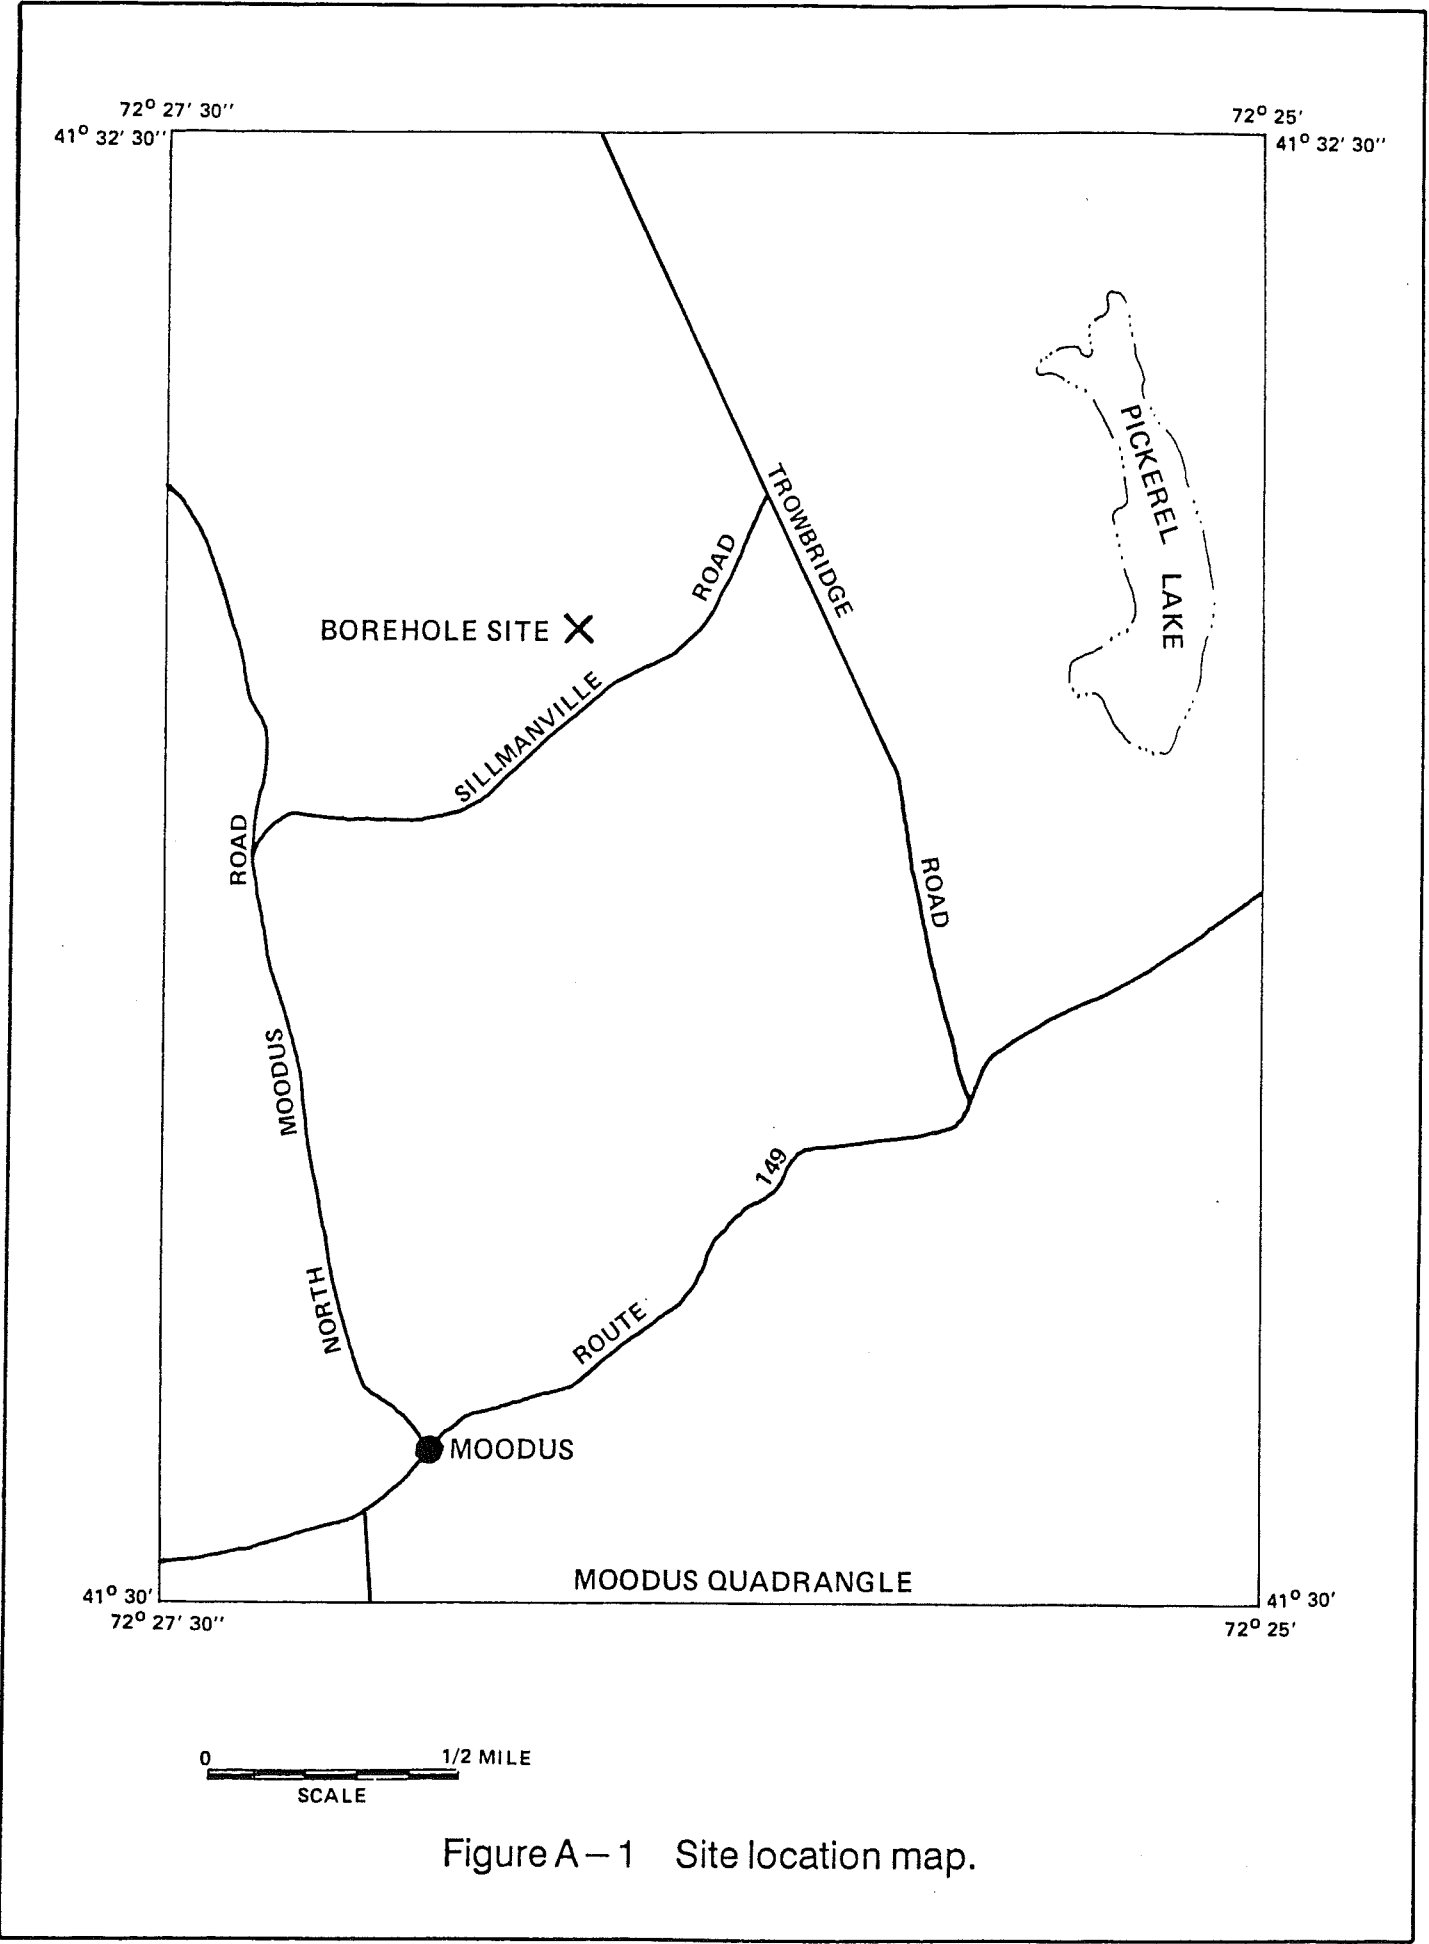 72° 27' 30''
72° 25'
41° 32' 30''
41° 32' 30''
PICKEREL LAKE
TROWBRIDGE
ROAD
BOREHOLE SITE
SILLMANVILLE
ROAD
ROAD
MOODUS
149
NORTH
ROUTE
MOODUS
MOODUS QUADRANGLE
41° 30'
41° 30'
72° 27' 30''
72° 25'
0
1/2 MILE
SCALE
Figure A – 1 Site location map.